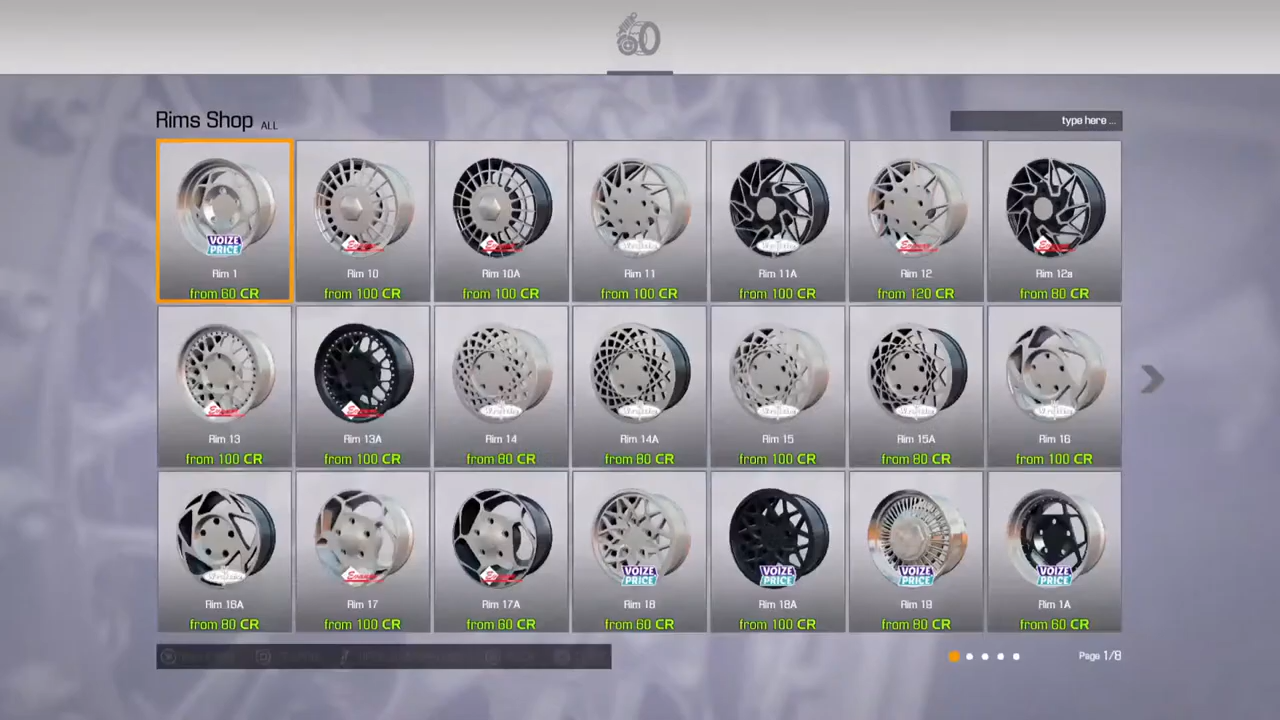 Rims Shop ALL
type here ...
VOIZE PRICE
Rim 1
Rim 10
Rim 10A
Rim 11
Rim 11A
Rim 12
Rim 12a
from 60 CR
from 100 CR
from 100 CR
from 100 CR
from 100 CR
from 120 CR
from 80 CR
Rim 13
Rim 13A
Rim 14
Rim 14A
Rim 15
Rim 15A
Rim 16
from 100 CR
from 100 CR
from 80 CR
from 80 CR
from 100 CR
from 80 CR
from 100 CR
VOIZE PRICE
VOIZE PRICE
VOIZE PRICE
VOIZE PRICE
Rim 16A
Rim 17
Rim 17A
Rim 18
Rim 18A
Rim 19
Rim 1A
from 80 CR
from 100 CR
from 60 CR
from 60 CR
from 100 CR
from 80 CR
from 60 CR
Page 1/8